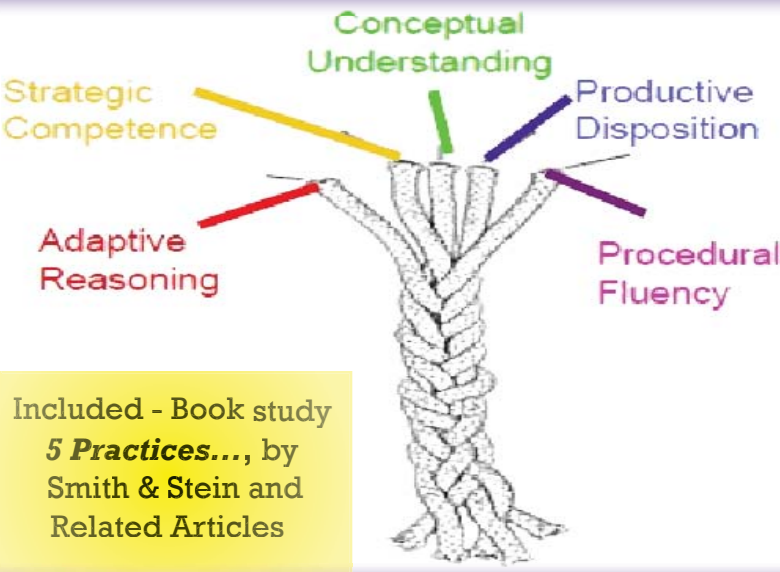 Conceptual
Understanding
Strategic
Competence
Productive
Disposition
Adaptive
Reasoning
Procedural
Fluency
Included - Book study
5 Practices..., by
Smith & Stein and
Related Articles